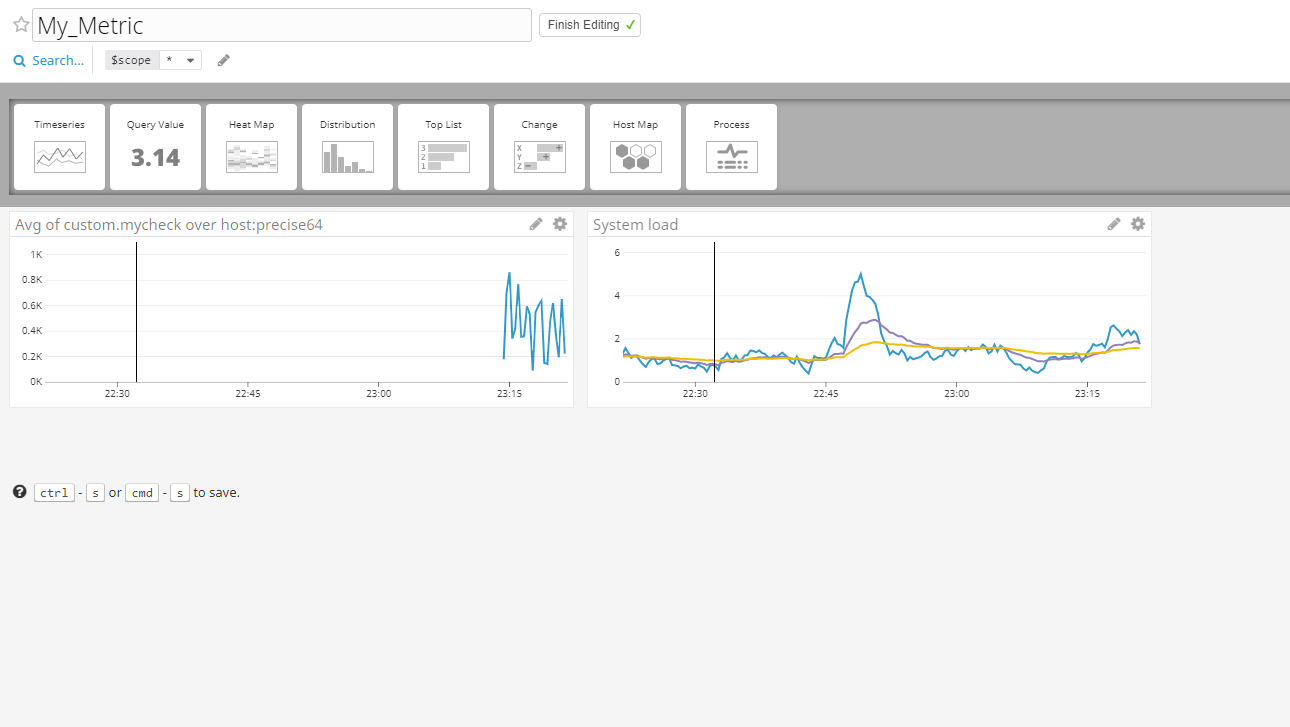 My_Metric
Finish Editing ✓
Search...
$scope * 
Timeseries
Query Value
Heat Map
Distribution
Top List
Change
Host Map
Process
3.14
3
2
1
X +
Y +
Z −
Avg of custom.mycheck over host:precise64
1K
0.8K
0.6K
0.4K
0.2K
0K
22:30 22:45 23:00 23:15
System load
6
4
2
0
22:30 22:45 23:00 23:15
? ctrl - s or cmd - s to save.